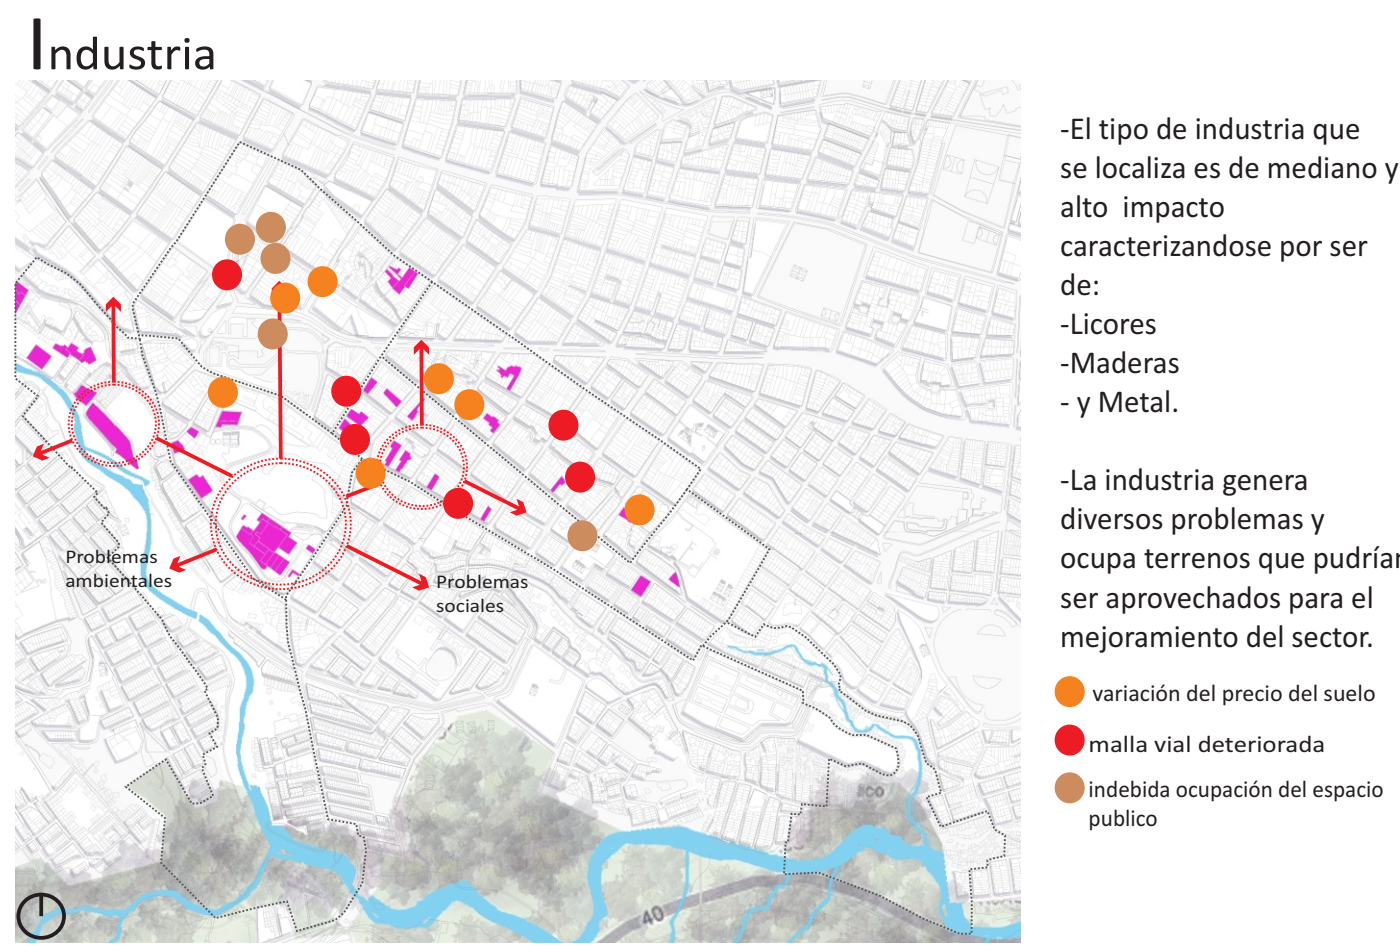 Industria
-El tipo de industria que
se localiza es de mediano y
alto impacto
caracterizandose por ser
de:
-Licores
-Maderas
- y Metal.
-La industria genera
diversos problemas y
ocupa terrenos que pudrían
ser aprovechados para el
mejoramiento del sector.
variación del precio del suelo
malla vial deteriorada
indebida ocupación del espacio
publico
Problemas
ambientales
Problemas
sociales
40